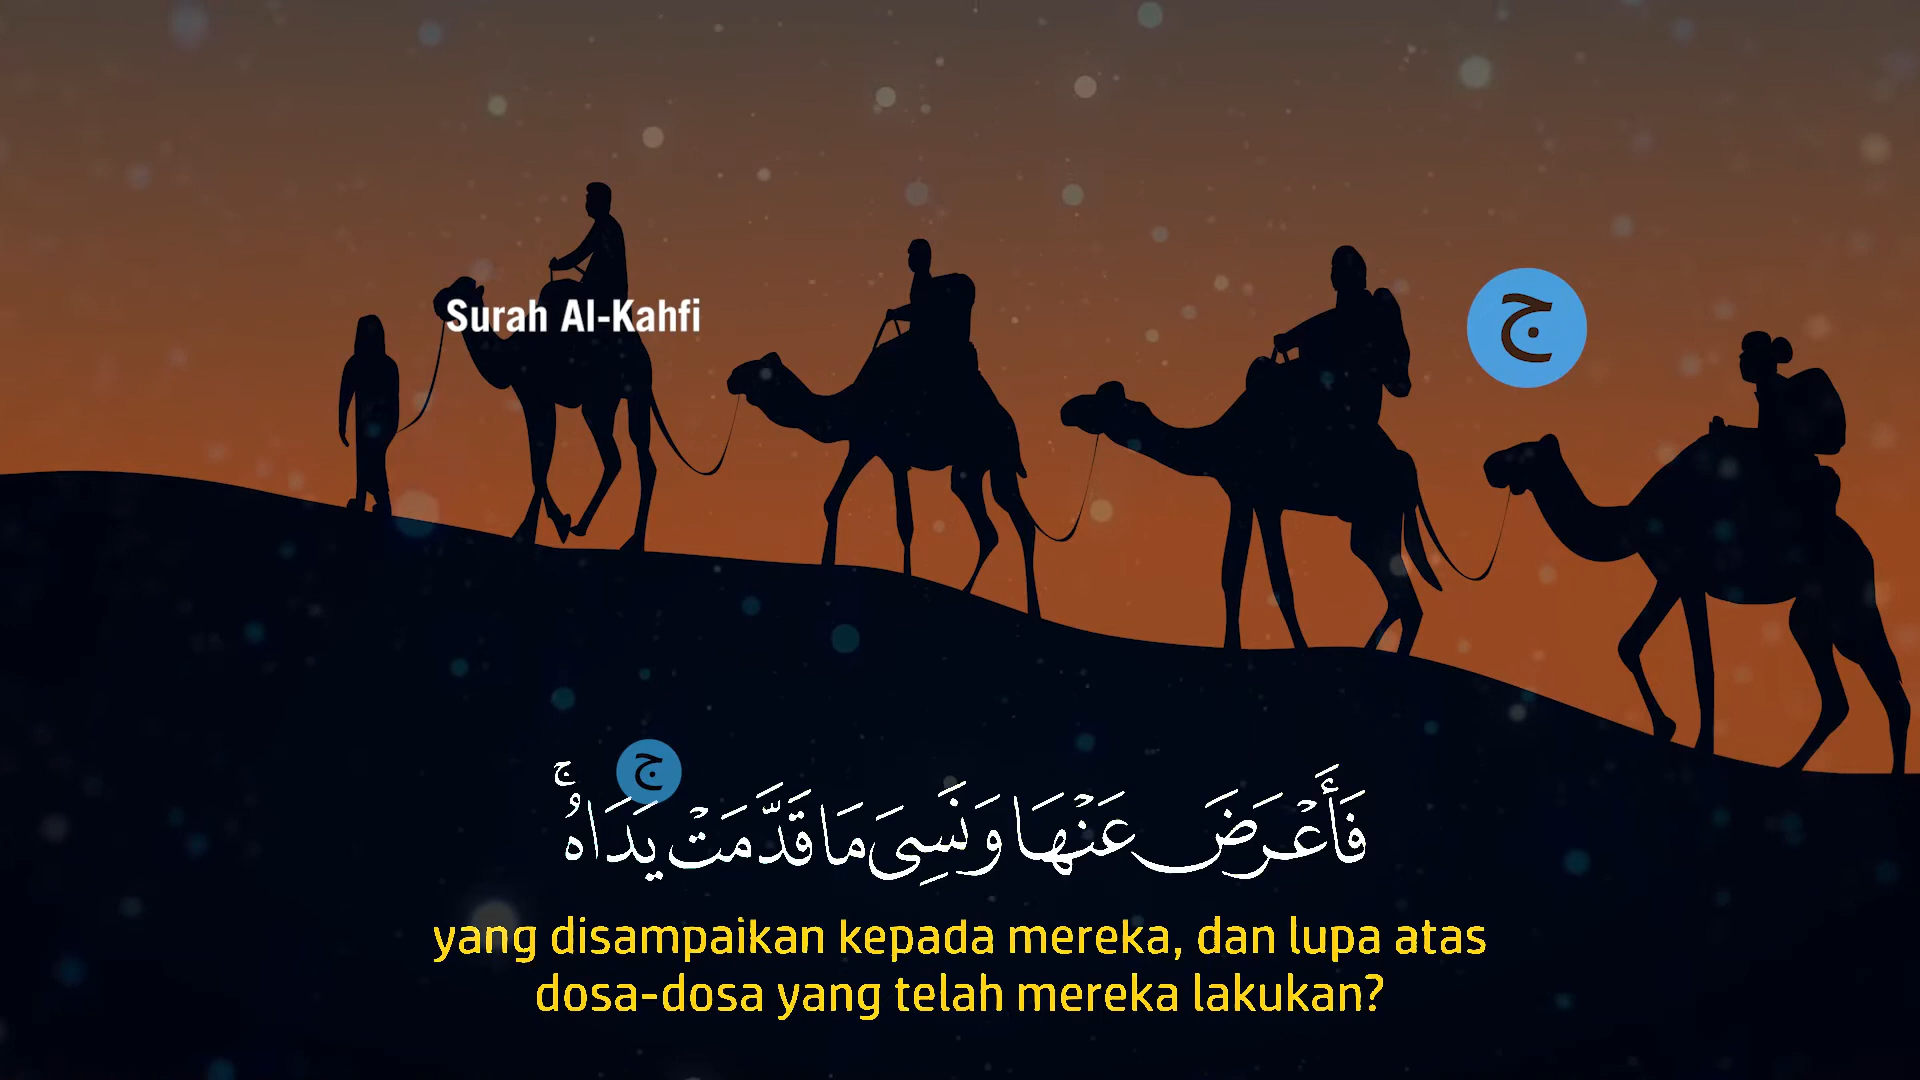 Surah Al-Kahfi
ج
ج
فَأَعْرَضَ عَنْهَا وَنَسِىَ مَا قَدَّمَتْ يَدَاهُ ۚ
yang disampaikan kepada mereka, dan lupa atas
dosa-dosa yang telah mereka lakukan?